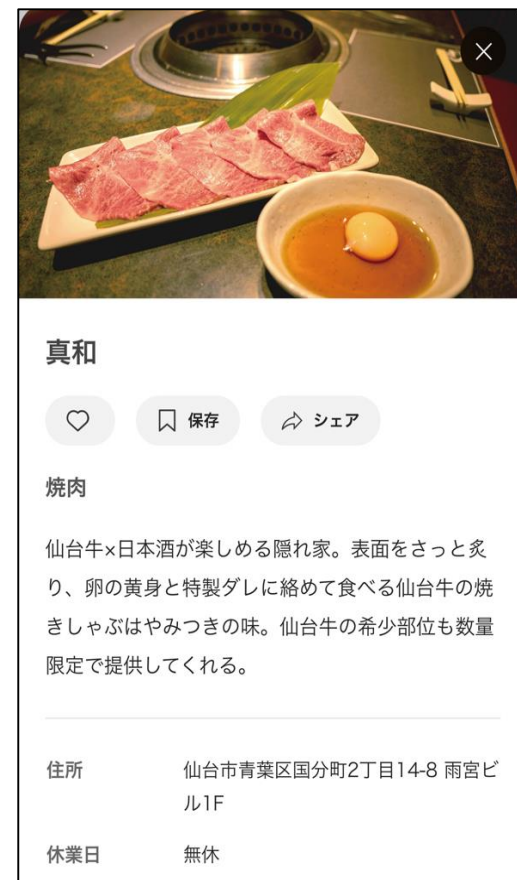 真和
保存
シェア
焼肉
仙台牛×日本酒が楽しめる隠れ家。表面をさっと炙
り、卵の黄身と特製ダレに絡めて食べる仙台牛の焼
きしゃぶはやみつきの味。仙台牛の希少部位も数量
限定で提供してくれる。
住所 仙台市青葉区国分町2丁目14-8 雨宮ビ
ル1F
休業日 無休